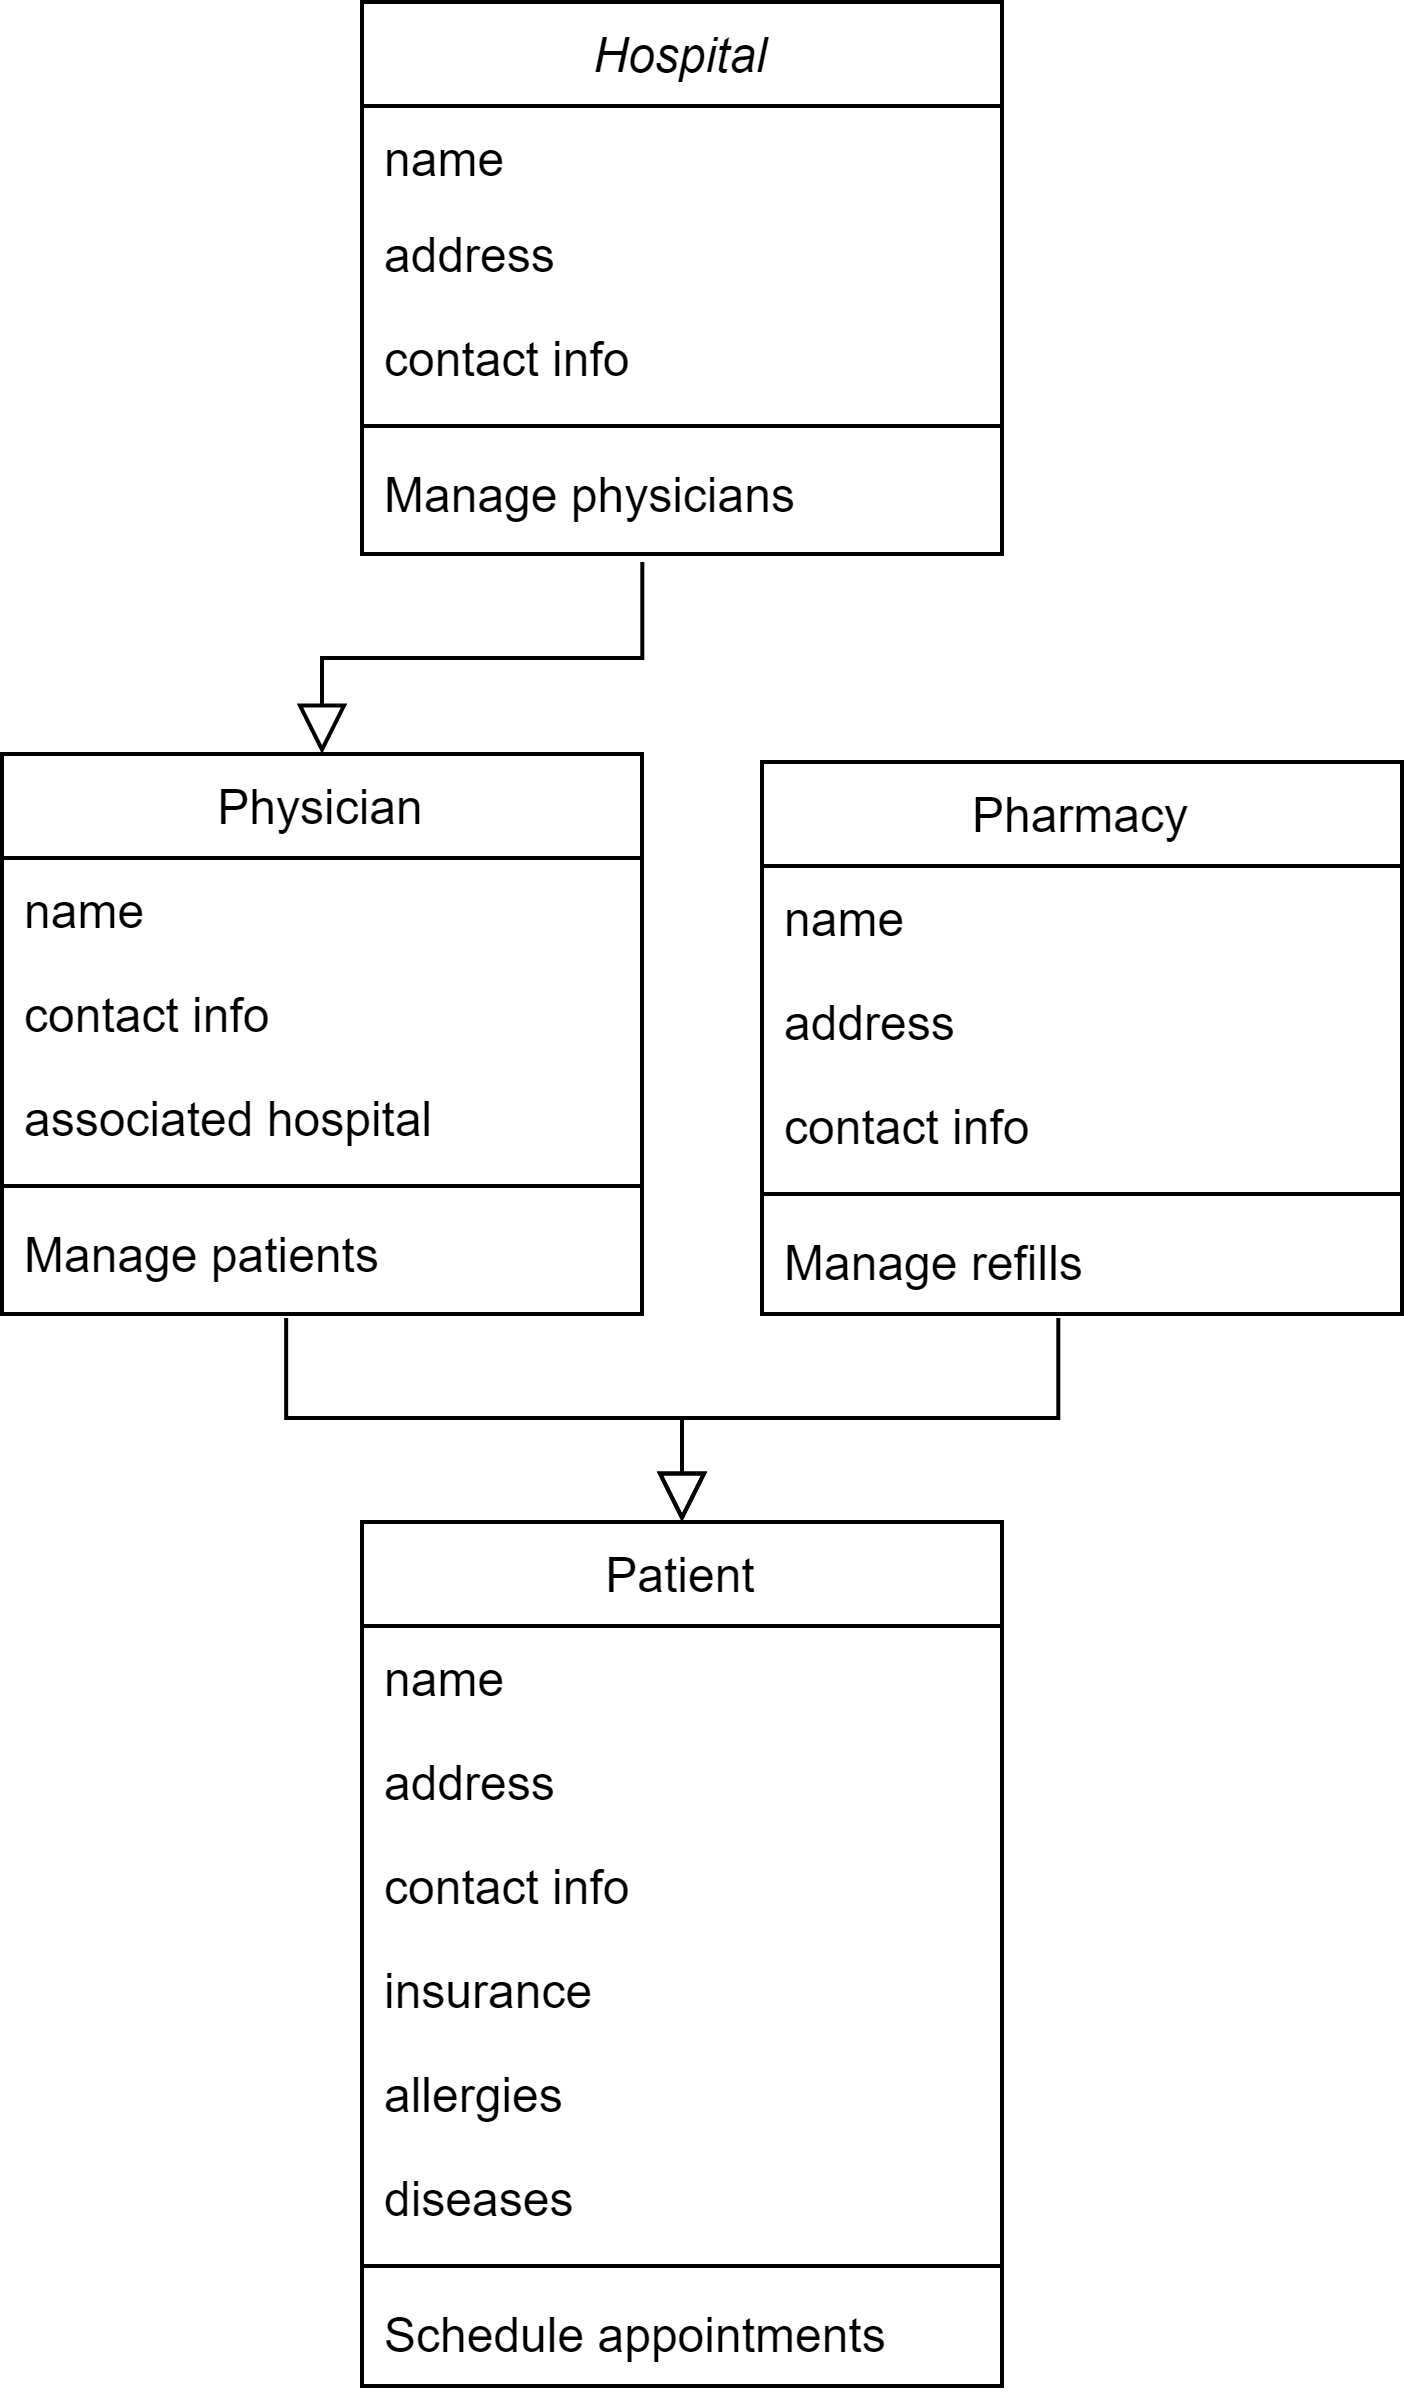 Hospital
name
address
contact info
Manage physicians
Physician
name
contact info
associated hospital
Manage patients
Pharmacy
name
address
contact info
Manage refills
Patient
name
address
contact info
insurance
allergies
diseases
Schedule appointments